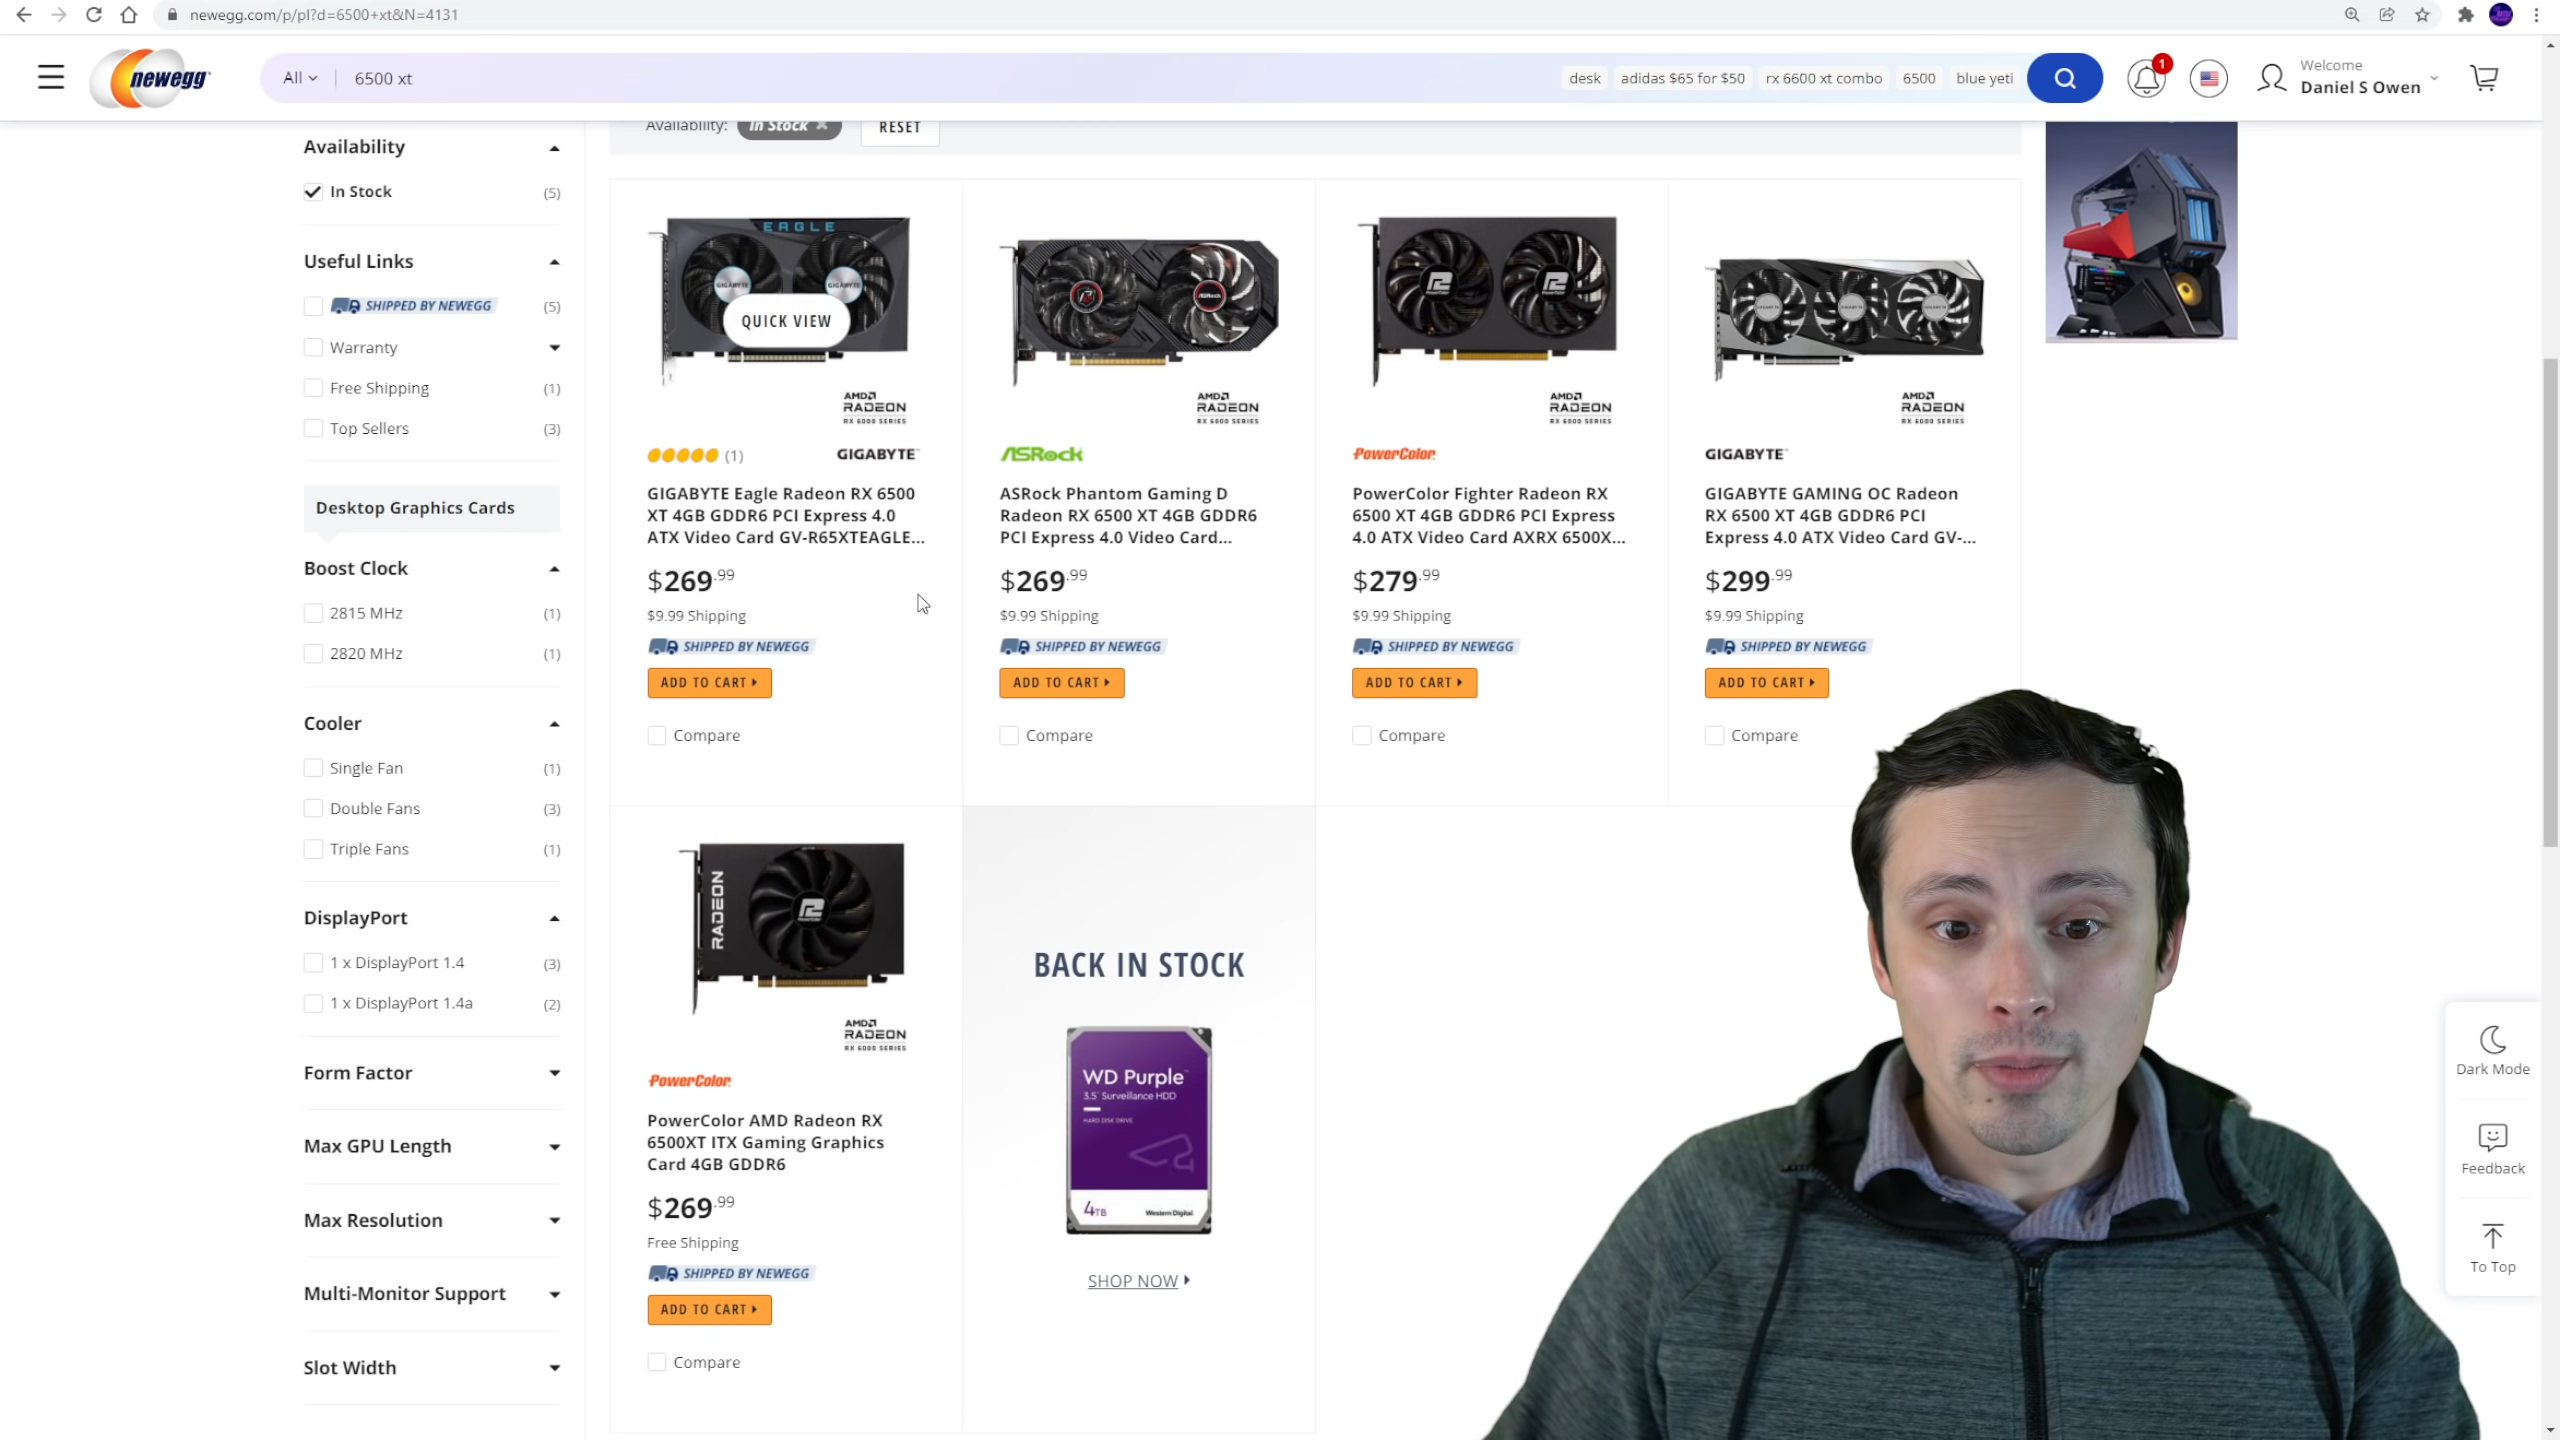 newegg.com/p/pl?d=6500+xt&N=4131
newegg
All
6500 xt
desk
adidas $65 for $50
rx 6600 xt combo
6500
blue yeti
1
Welcome
Daniel S Owen
Availability
In Stock (5)
Useful Links
SHIPPED BY NEWEGG (5)
Warranty
Free Shipping (1)
Top Sellers (3)
Desktop Graphics Cards
Boost Clock
2815 MHz (1)
2820 MHz (1)
Cooler
Single Fan (1)
Double Fans (3)
Triple Fans (1)
DisplayPort
1 x DisplayPort 1.4 (3)
1 x DisplayPort 1.4a (2)
Form Factor
Max GPU Length
Max Resolution
Multi-Monitor Support
Slot Width
Availability: In Stock
RESET
EAGLE
GIGABYTE
GIGABYTE
QUICK VIEW
AMD
RADEON
RX 6000 SERIES
(1)
GIGABYTE
GIGABYTE Eagle Radeon RX 6500
XT 4GB GDDR6 PCI Express 4.0
ATX Video Card GV-R65XTEAGLE...
$269.99
$9.99 Shipping
SHIPPED BY NEWEGG
ADD TO CART
Compare
ASRock
AMD
RADEON
RX 6000 SERIES
ASRock
ASRock Phantom Gaming D
Radeon RX 6500 XT 4GB GDDR6
PCI Express 4.0 Video Card...
$269.99
$9.99 Shipping
SHIPPED BY NEWEGG
ADD TO CART
Compare
AMD
RADEON
RX 6000 SERIES
PowerColor
PowerColor Fighter Radeon RX
6500 XT 4GB GDDR6 PCI Express
4.0 ATX Video Card AXRX 6500X...
$279.99
$9.99 Shipping
SHIPPED BY NEWEGG
ADD TO CART
Compare
AMD
RADEON
RX 6000 SERIES
GIGABYTE
GIGABYTE GAMING OC Radeon
RX 6500 XT 4GB GDDR6 PCI
Express 4.0 ATX Video Card GV-...
$299.99
$9.99 Shipping
SHIPPED BY NEWEGG
ADD TO CART
Compare
RADEON
AMD
RADEON
RX 6000 SERIES
PowerColor
PowerColor AMD Radeon RX
6500XT ITX Gaming Graphics
Card 4GB GDDR6
$269.99
Free Shipping
SHIPPED BY NEWEGG
ADD TO CART
Compare
BACK IN STOCK
WD Purple
3.5" Surveillance HDD
HARD DISK DRIVE
4TB
Western Digital
SHOP NOW
Dark Mode
Feedback
To Top